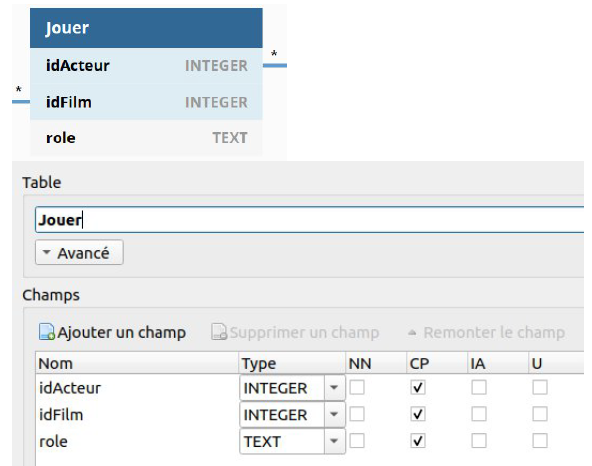 Jouer
idActeur INTEGER *
* idFilm INTEGER
role TEXT
Table
Jouer
Avancé
Champs
Ajouter un champ Supprimer un champ Remonter le champ
Nom Type NN CP IA U
idActeur INTEGER
idFilm INTEGER
role TEXT